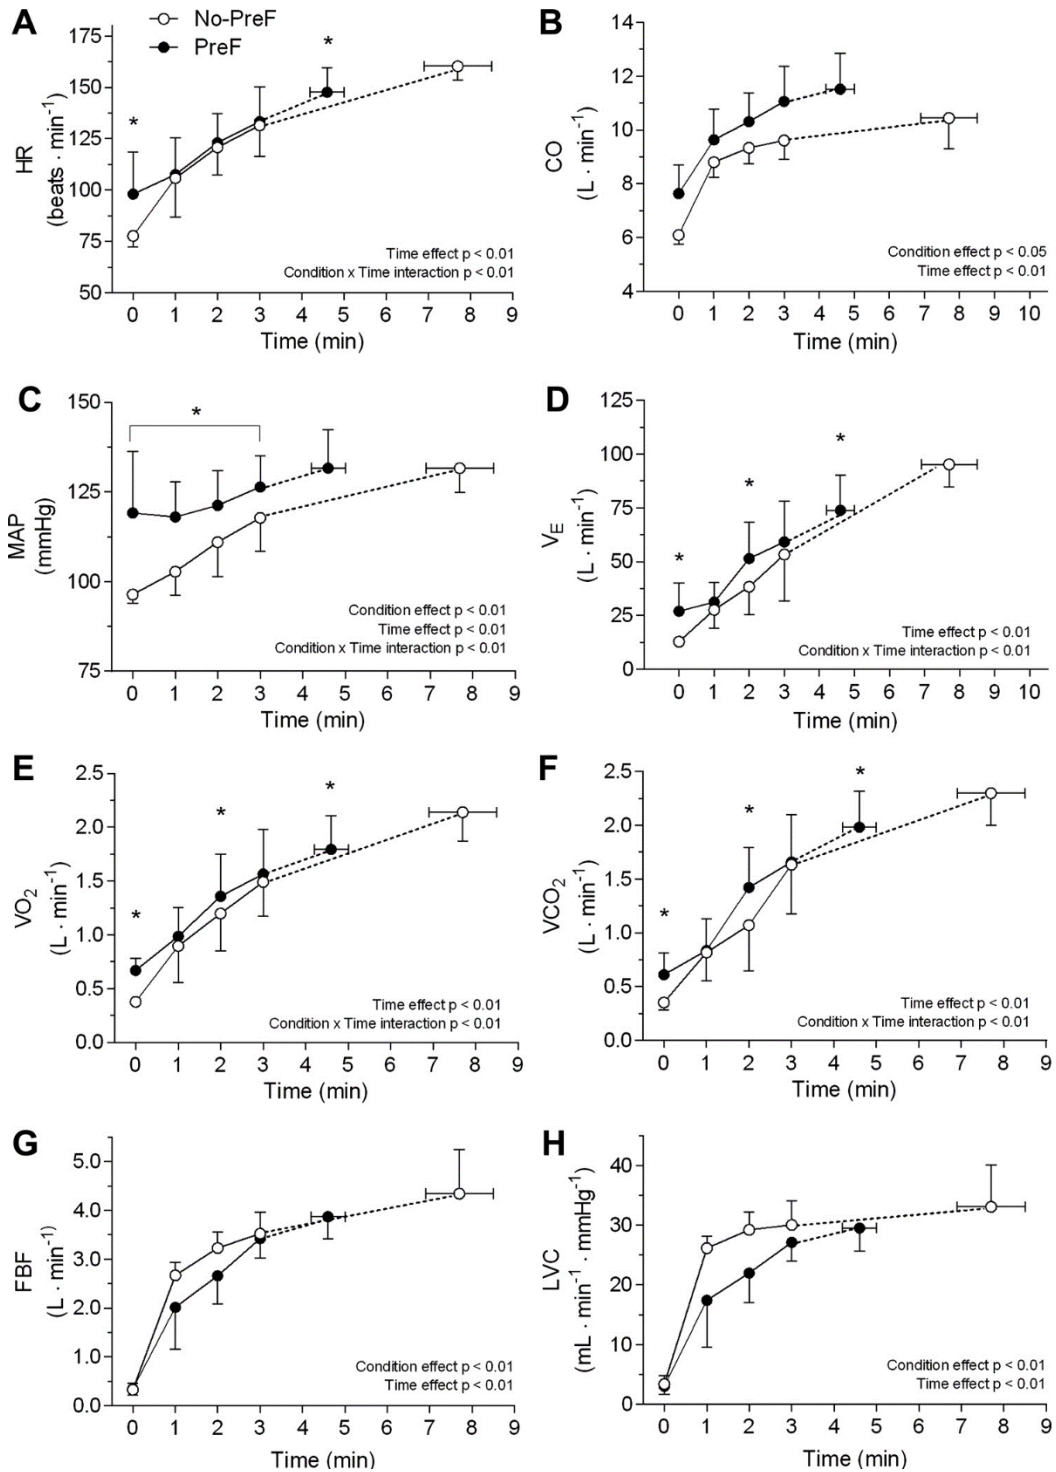 A
No-PreF
PreF
175
150
125
100
75
50
HR
(beats · min⁻¹)
*
*
Time effect p < 0.01
Condition x Time interaction p < 0.01
0 1 2 3 4 5 6 7 8 9
Time (min)
B
14
12
10
8
6
4
CO
(L · min⁻¹)
Condition effect p < 0.05
Time effect p < 0.01
0 1 2 3 4 5 6 7 8 9 10
Time (min)
C
150
125
100
75
MAP
(mmHg)
*
Condition effect p < 0.01
Time effect p < 0.01
Condition x Time interaction p < 0.01
0 1 2 3 4 5 6 7 8 9
Time (min)
D
125
100
75
50
25
0
V_E
(L · min⁻¹)
*
*
*
Time effect p < 0.01
Condition x Time interaction p < 0.01
0 1 2 3 4 5 6 7 8 9 10
Time (min)
E
2.5
2.0
1.5
1.0
0.5
0.0
VO₂
(L · min⁻¹)
*
*
*
Time effect p < 0.01
Condition x Time interaction p < 0.01
0 1 2 3 4 5 6 7 8 9
Time (min)
F
2.5
2.0
1.5
1.0
0.5
0.0
VCO₂
(L · min⁻¹)
*
*
*
Time effect p < 0.01
Condition x Time interaction p < 0.01
0 1 2 3 4 5 6 7 8 9
Time (min)
G
5.0
4.0
3.0
2.0
1.0
0.0
FBF
(L · min⁻¹)
Condition effect p < 0.01
Time effect p < 0.01
0 1 2 3 4 5 6 7 8 9
Time (min)
H
40
30
20
10
0
LVC
(mL · min⁻¹ · mmHg⁻¹)
Condition effect p < 0.01
Time effect p < 0.01
0 1 2 3 4 5 6 7 8 9
Time (min)